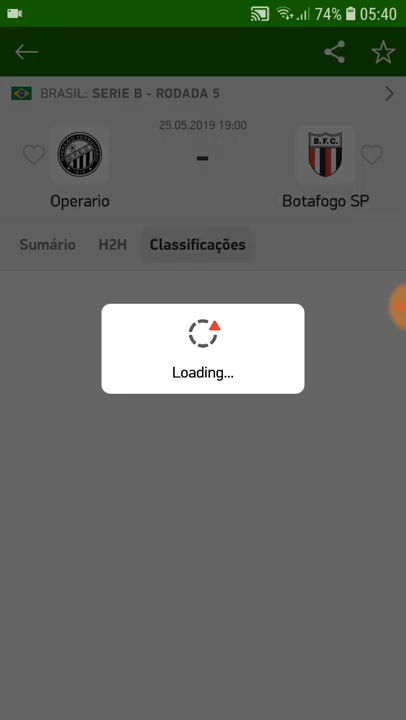 74% 05:40
BRASIL: SERIE B - RODADA 5
25.05.2019 19:00
-
B.F.C.
Operario
Botafogo SP
Sumário H2H Classificações
Loading...